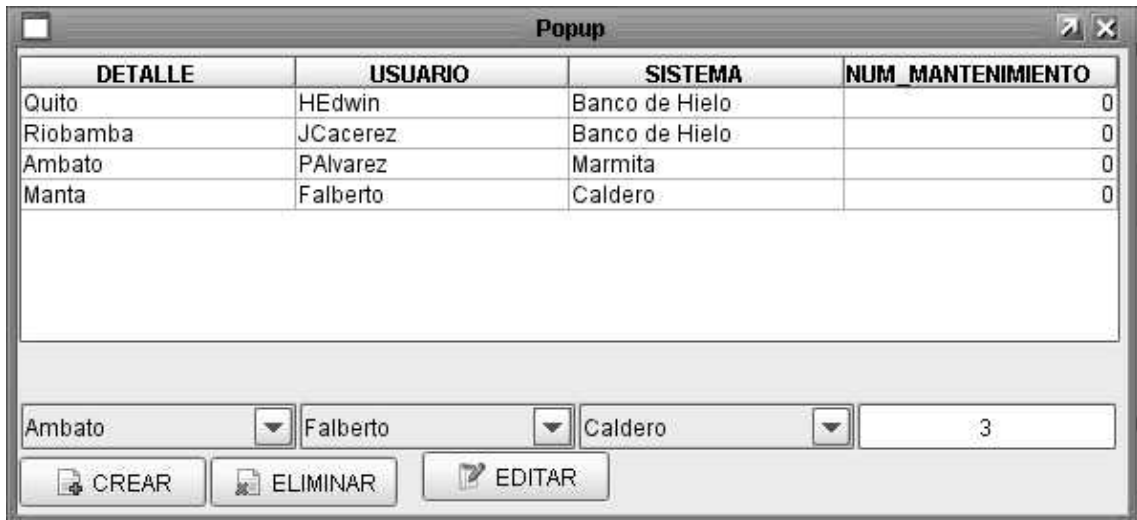 Popup
DETALLE USUARIO SISTEMA NUM_MANTENIMIENTO
Quito HEdwin Banco de Hielo 0
Riobamba JCacerez Banco de Hielo 0
Ambato PAlvarez Marmita 0
Manta Falberto Caldero 0
Ambato Falberto Caldero 3
CREAR ELIMINAR EDITAR